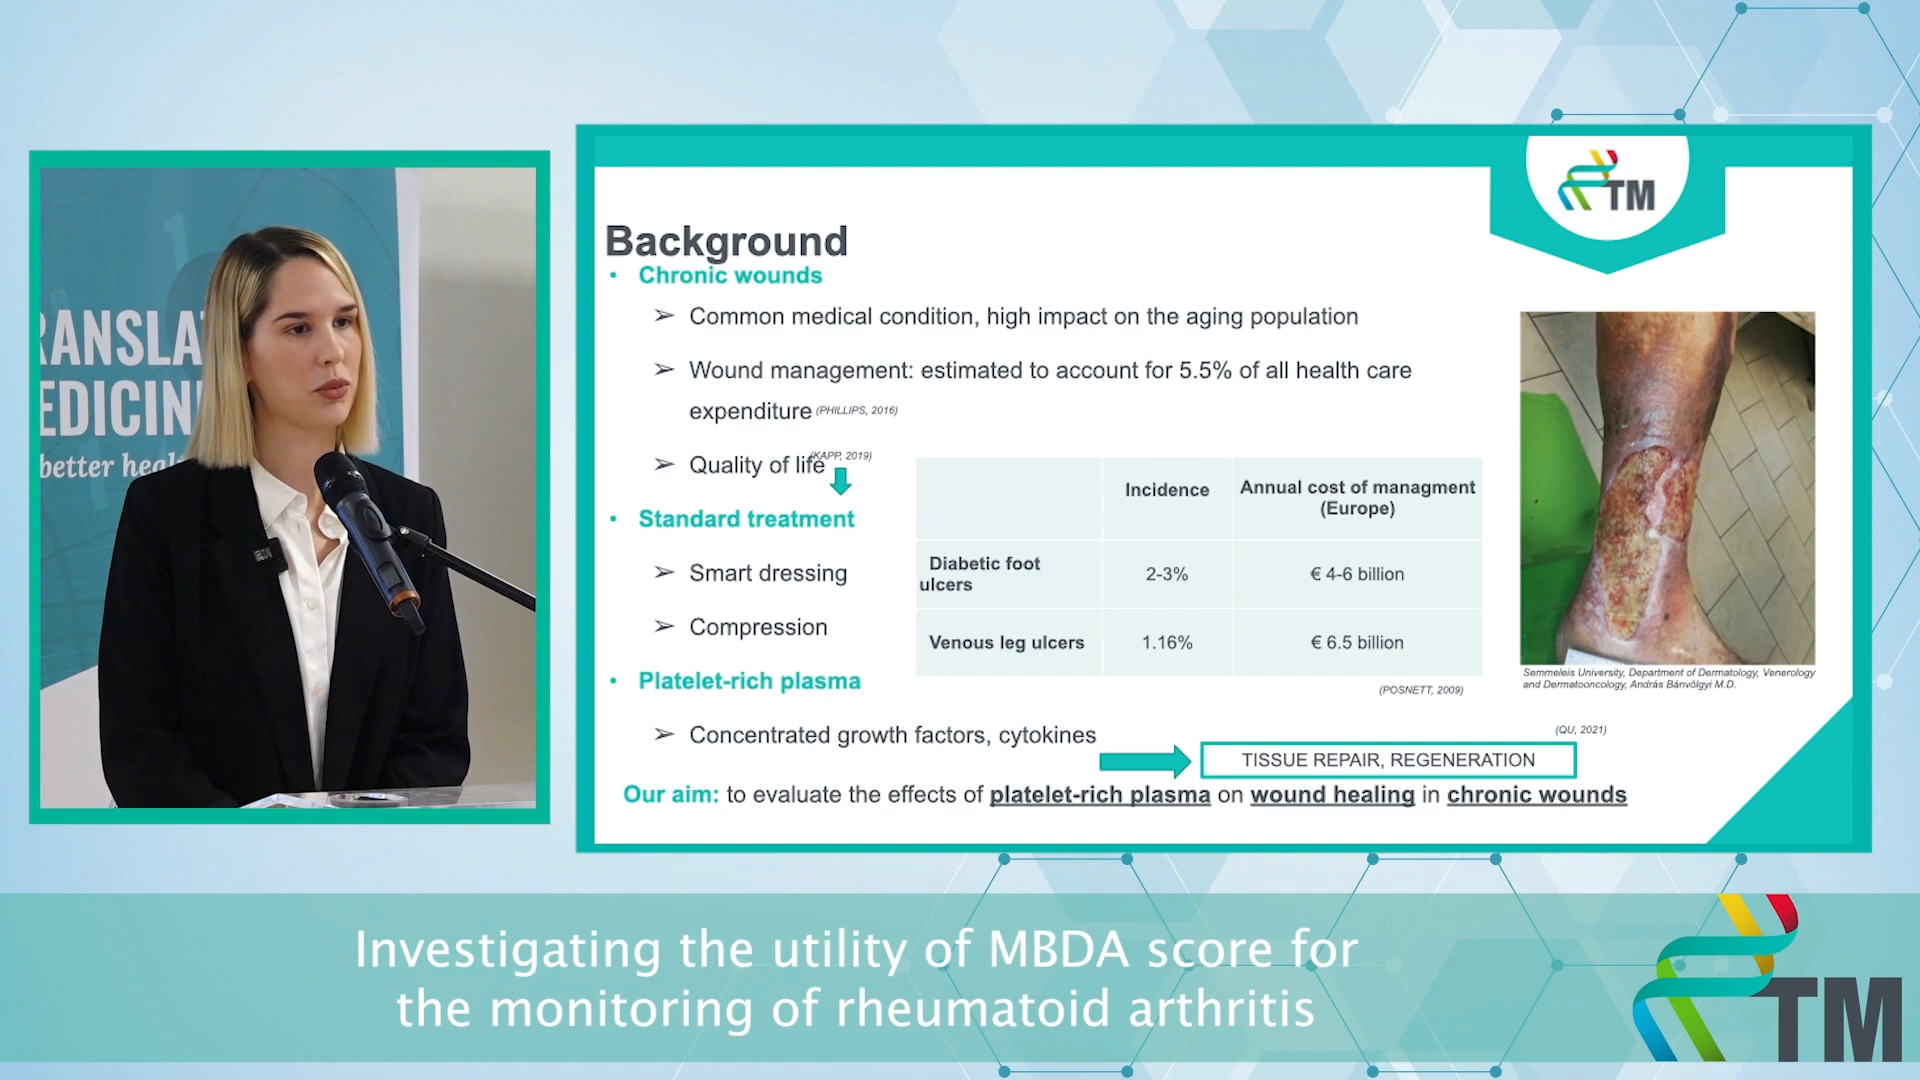 RANSLA
EDICIN
better heal
TM
Background
• Chronic wounds
➢ Common medical condition, high impact on the aging population
➢ Wound management: estimated to account for 5.5% of all health care
expenditure (PHILLIPS, 2016)
➢ Quality of life (KAPP, 2019)
• Standard treatment
➢ Smart dressing
➢ Compression
• Platelet-rich plasma
➢ Concentrated growth factors, cytokines
Incidence
Annual cost of managment
(Europe)
Diabetic foot
ulcers
2-3%
€ 4-6 billion
Venous leg ulcers
1.16%
€ 6.5 billion
(POSNETT, 2009)
Semmeleis University, Department of Dermatology, Venerology
and Dermatooncology, András Bánvölgyi M.D.
(QU, 2021)
TISSUE REPAIR, REGENERATION
Our aim: to evaluate the effects of platelet-rich plasma on wound healing in chronic wounds
Investigating the utility of MBDA score for
the monitoring of rheumatoid arthritis
TM